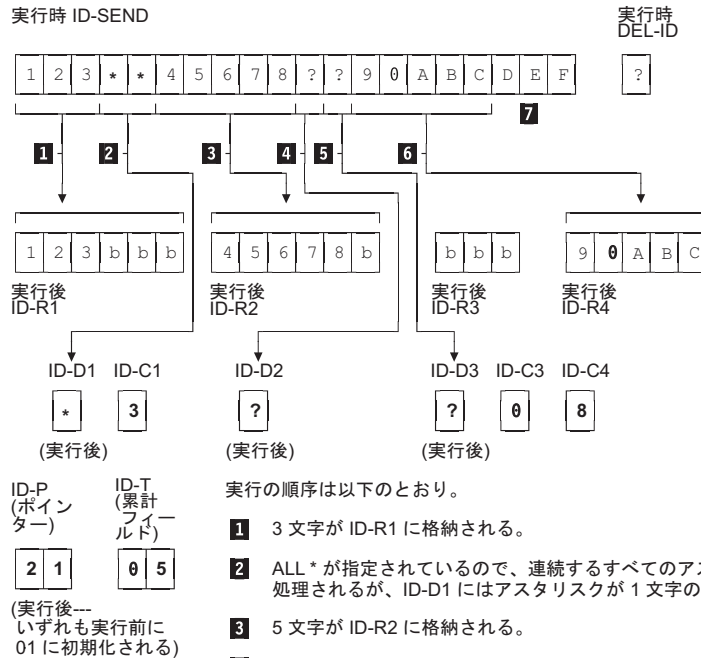 実行時 ID-SEND
実行時
DEL-ID
1 2 3 * * 4 5 6 7 8 ? ? 9 0 A B C D E F
?
7
1 2 3 4 5 6
1 2 3 b b b
4 5 6 7 8 b
b b b
9 0 A B C
実行後
ID-R1
実行後
ID-R2
実行後
ID-R3
実行後
ID-R4
ID-D1 ID-C1 ID-D2 ID-D3 ID-C3 ID-C4
* 3 ? ? 0 8
(実行後) (実行後) (実行後)
ID-P
(ポイン
ター)
ID-T
(累計
フィー
ルド)
2 1
0 5
(実行後---
いずれも実行前に
01 に初期化される)
実行の順序は以下のとおり。
1 3 文字が ID-R1 に格納される。
2 ALL * が指定されているので、連続するすべてのアス
処理されるが、ID-D1 にはアスタリスクが 1 文字の
3 5 文字が ID-R2 に格納される。